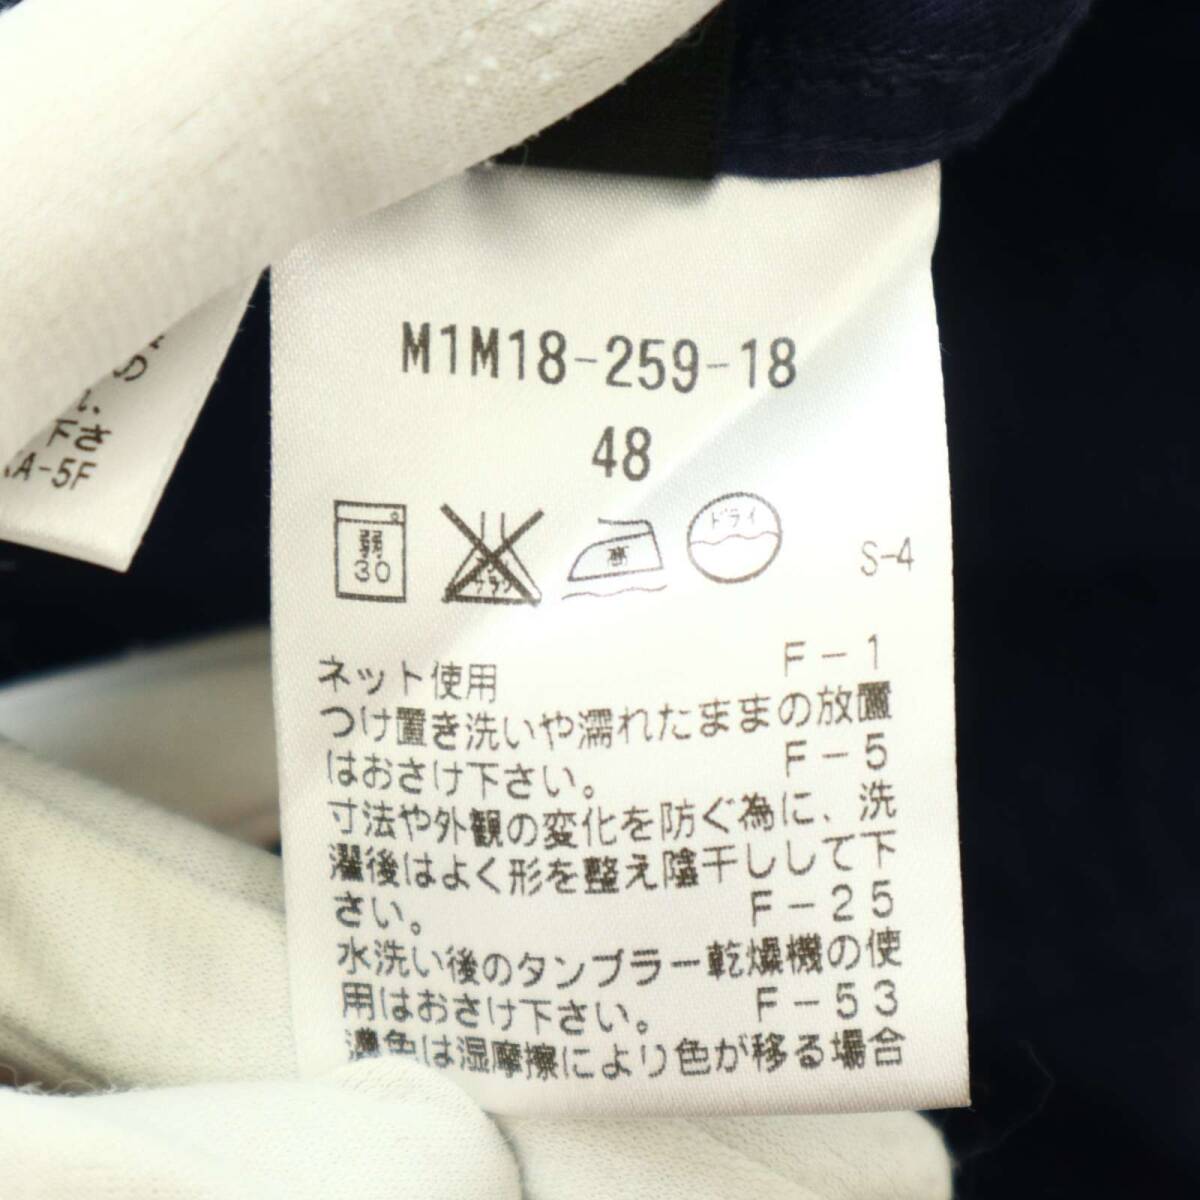 の
い、
下さ
A-5F
M1M18-259-18
48
弱
30
高
ドライ
S-4
ネット使用 F-1
つけ置き洗いや濡れたままの放置
はおさけ下さい。 F-5
寸法や外観の変化を防ぐ為に、洗
濯後はよく形を整え陰干しして下
さい。 F-25
水洗い後のタンブラー乾燥機の使
用はおさけ下さい。 F-53
濃色は湿摩擦により色が移る場合